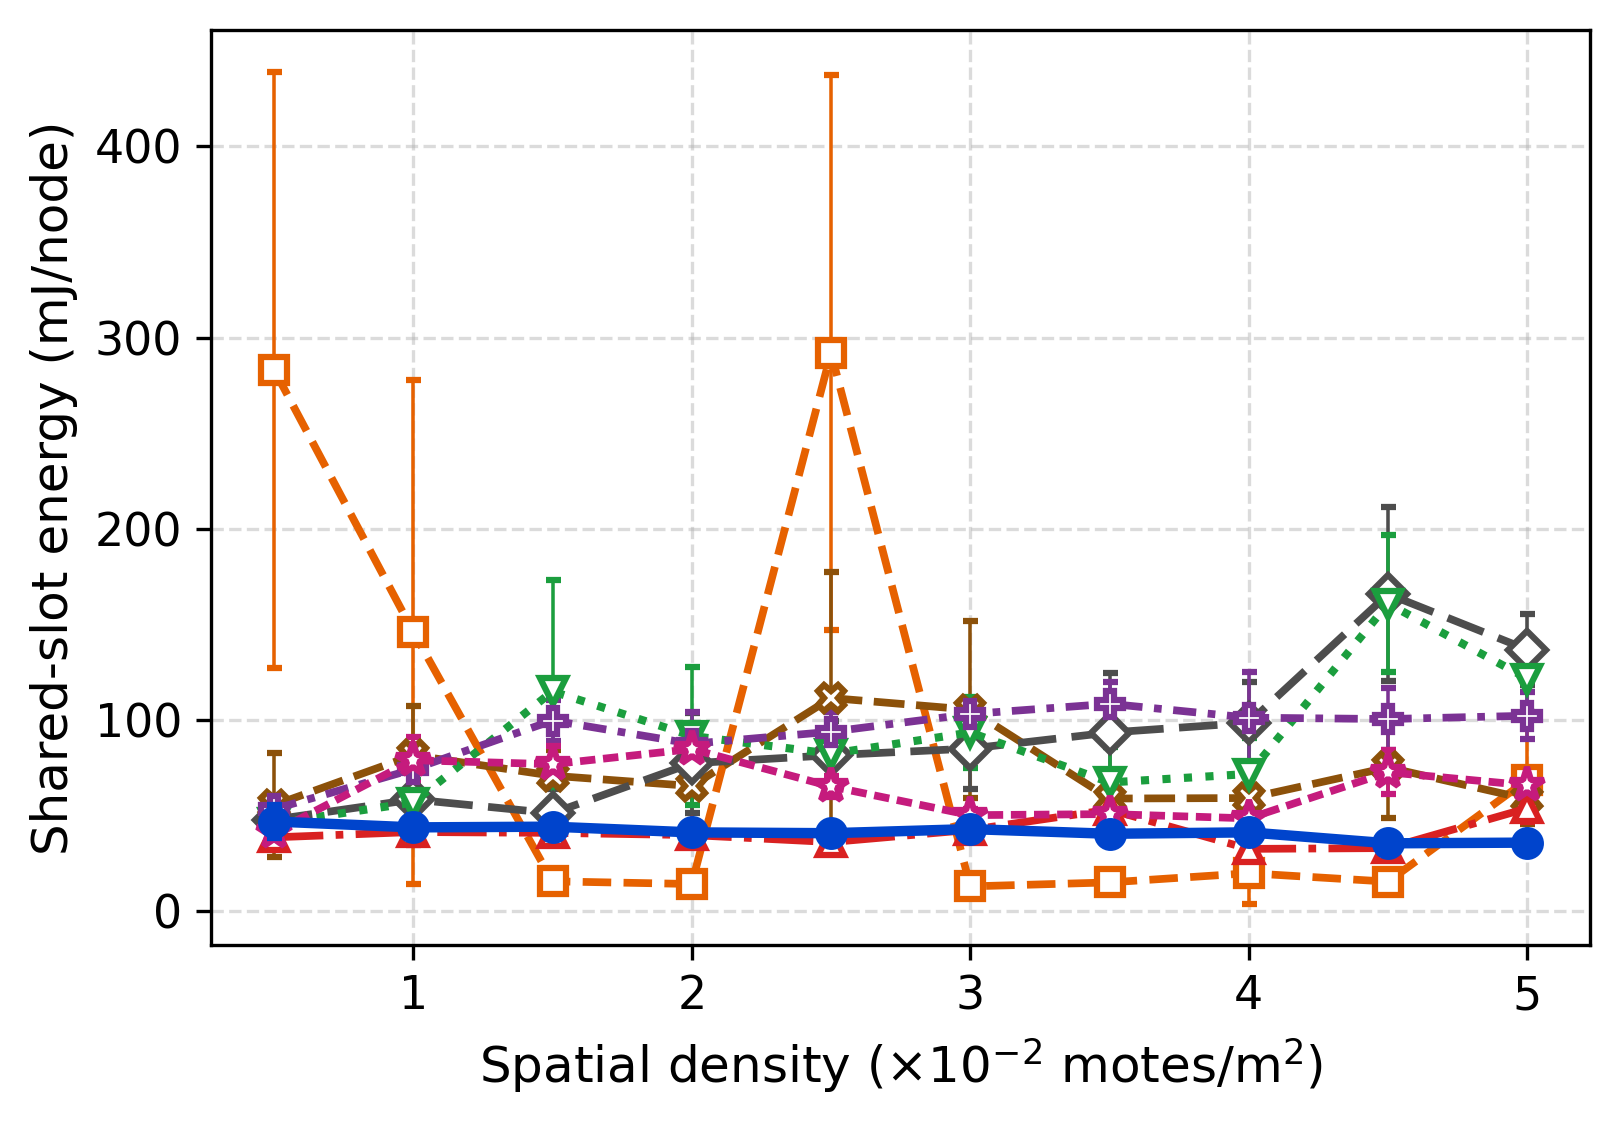 Shared-slot energy (mJ/node)
400
300
200
100
0
1 2 3 4 5
Spatial density (×10⁻² motes/m²)